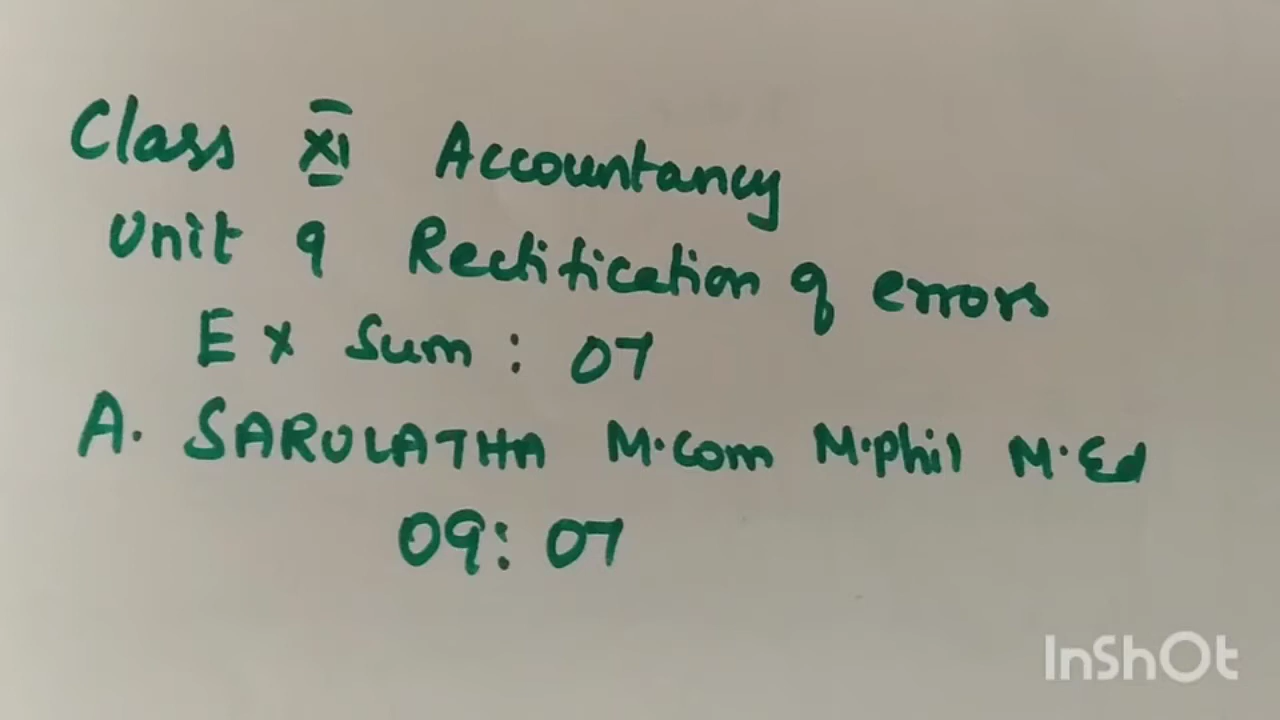 Class XI Accountancy
Unit 9 Rectification of errors
Ex Sum : 07
A. SARULATHA M.Com M.Phil M.Ed
09: 07
InShOt